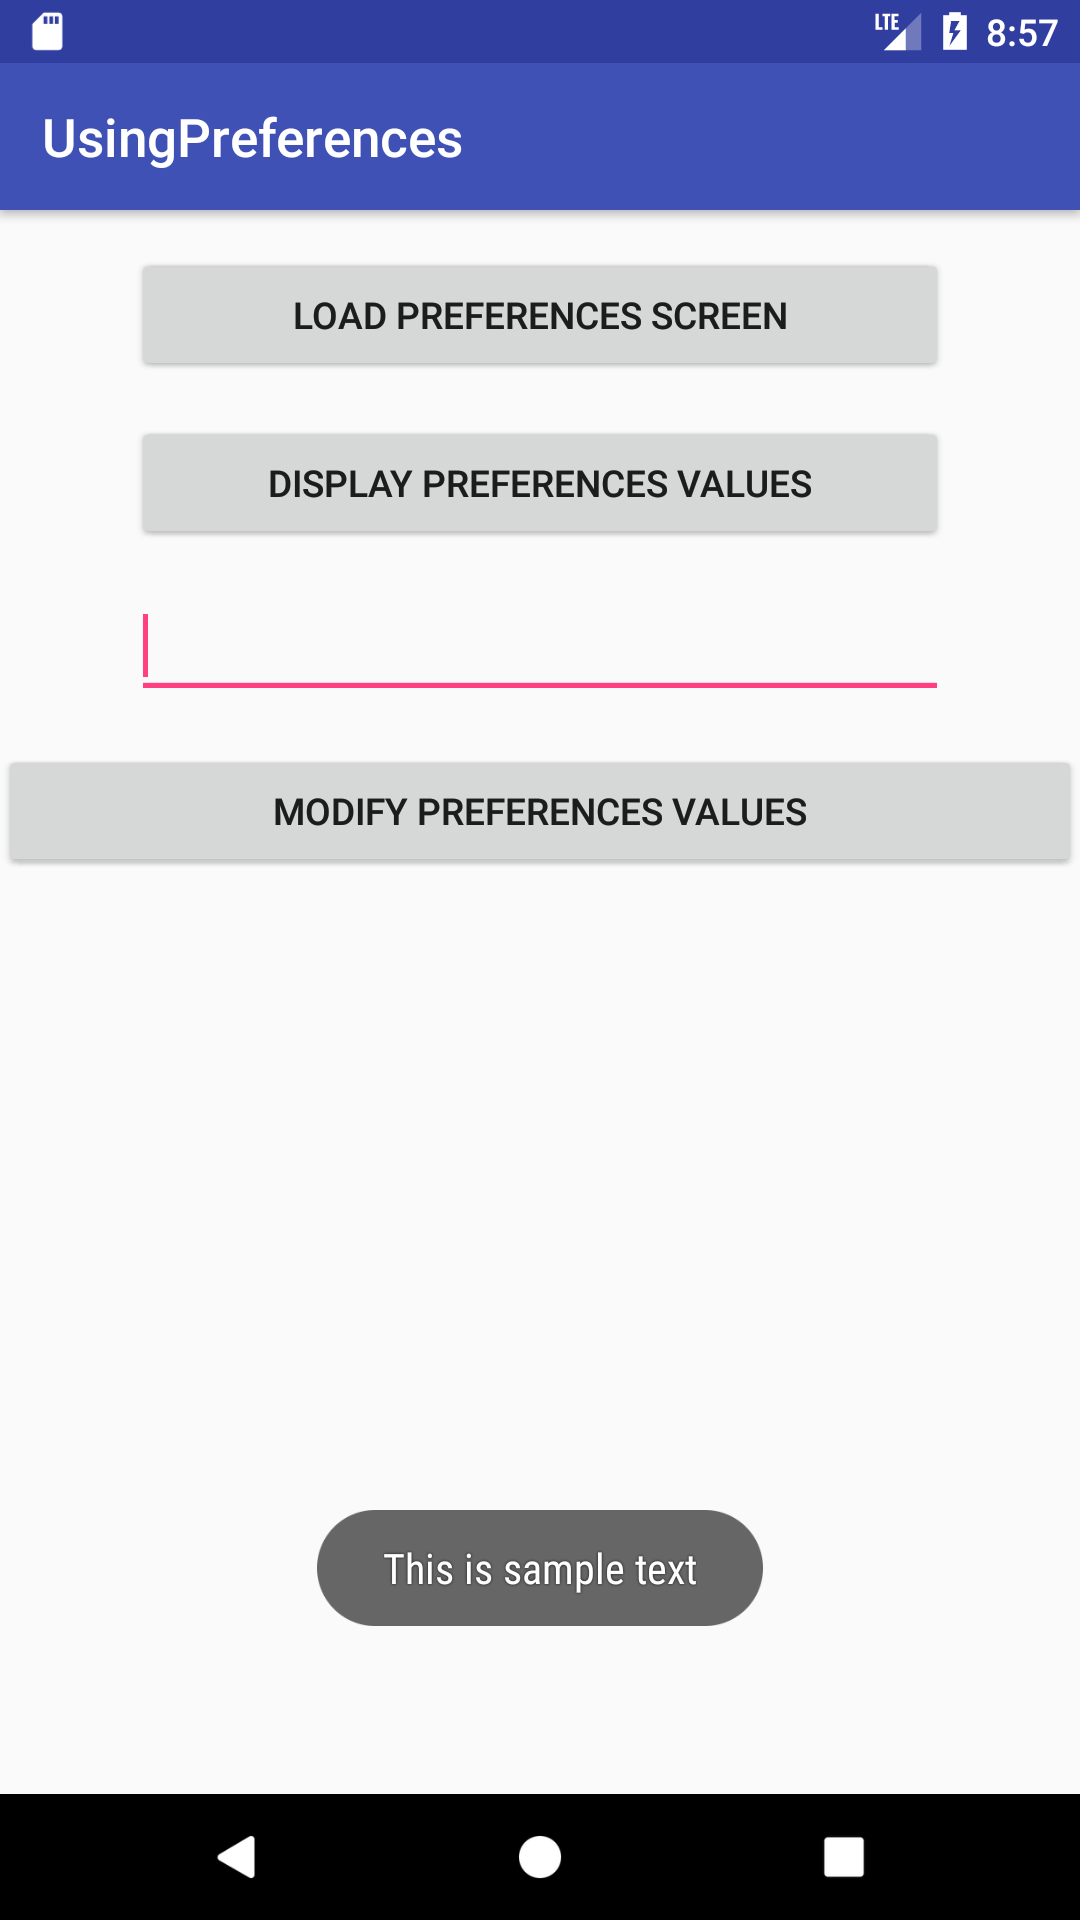 LTE 8:57
UsingPreferences
LOAD PREFERENCES SCREEN
DISPLAY PREFERENCES VALUES
MODIFY PREFERENCES VALUES
This is sample text